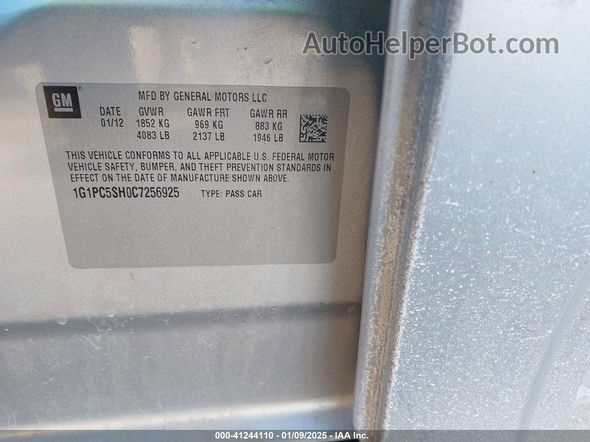 AutoHelperBot.com
GM
MFD BY GENERAL MOTORS LLC
DATE GVWR GAWR FRT GAWR RR
01/12 1852 KG 969 KG 883 KG
4083 LB 2137 LB 1946 LB
THIS VEHICLE CONFORMS TO ALL APPLICABLE U.S. FEDERAL MOTOR
VEHICLE SAFETY, BUMPER, AND THEFT PREVENTION STANDARDS IN
EFFECT ON THE DATE OF MANUFACTURE SHOWN ABOVE.
1G1PC5SH0C7256925 TYPE: PASS CAR
000-41244110 — 01/09/2025 — IAA Inc.